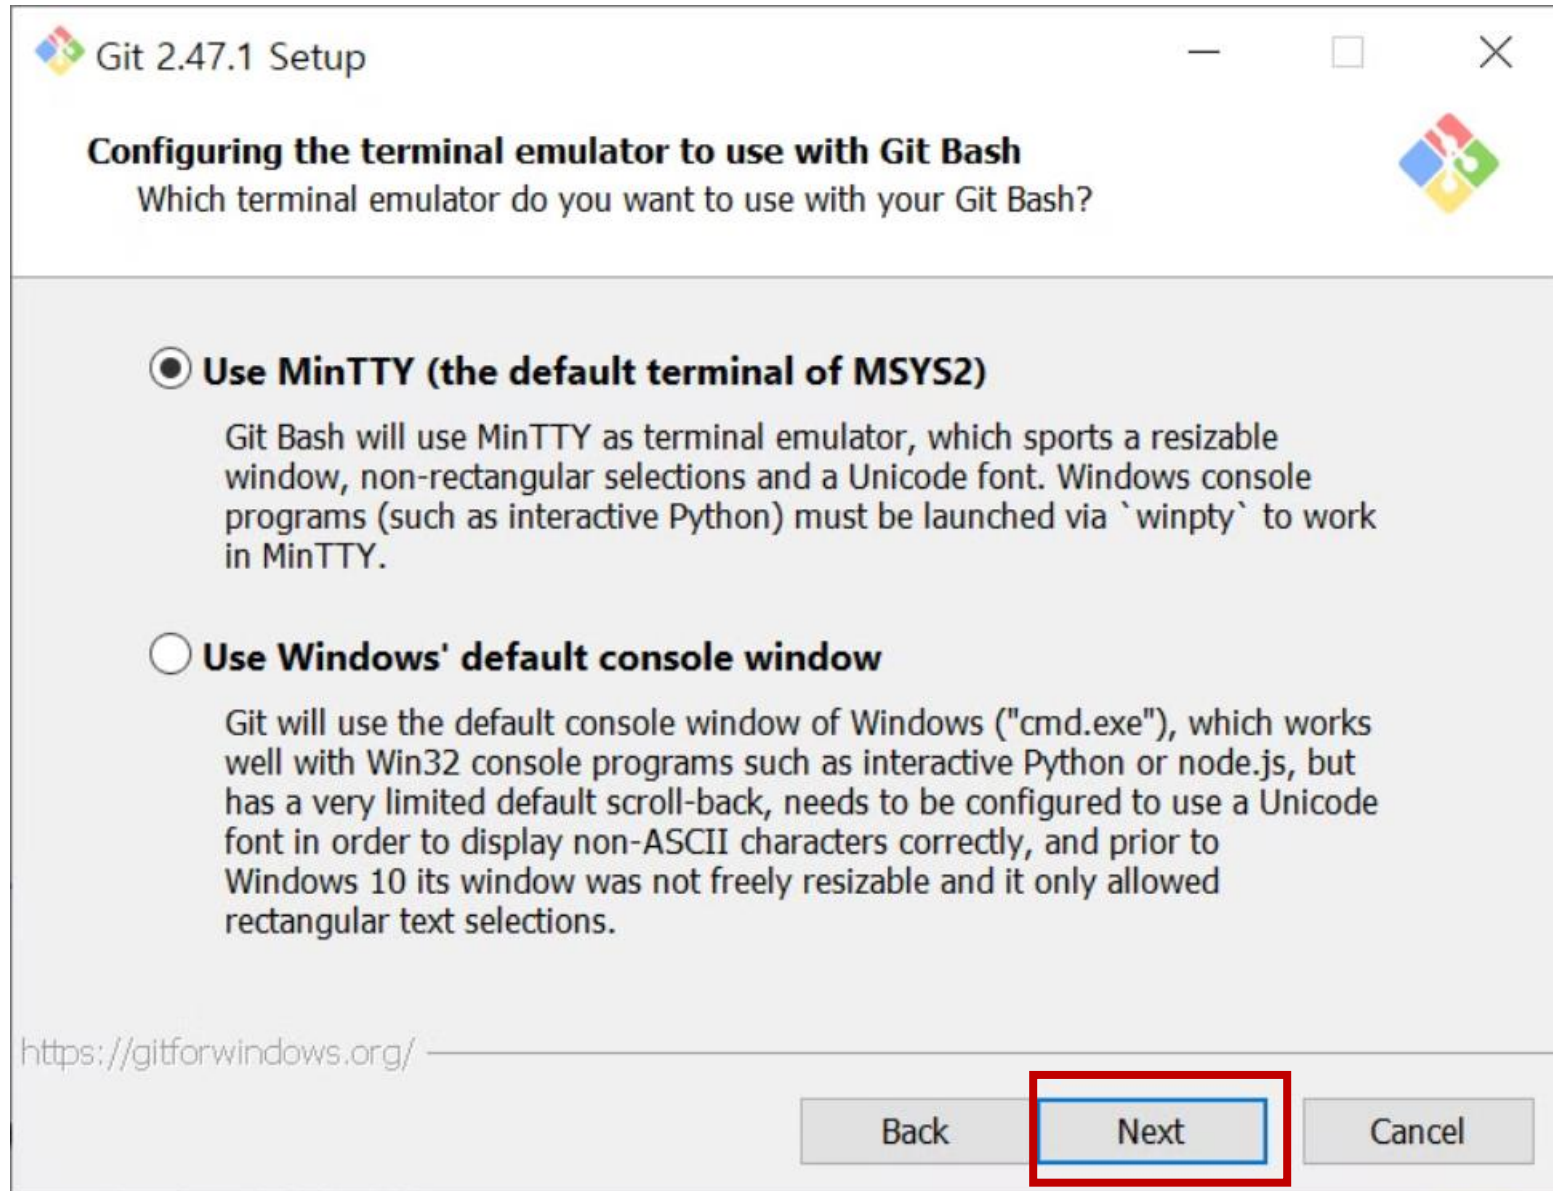 Git 2.47.1 Setup
Configuring the terminal emulator to use with Git Bash
Which terminal emulator do you want to use with your Git Bash?
Use MinTTY (the default terminal of MSYS2)
Git Bash will use MinTTY as terminal emulator, which sports a resizable
window, non-rectangular selections and a Unicode font. Windows console
programs (such as interactive Python) must be launched via `winpty` to work
in MinTTY.
Use Windows' default console window
Git will use the default console window of Windows ("cmd.exe"), which works
well with Win32 console programs such as interactive Python or node.js, but
has a very limited default scroll-back, needs to be configured to use a Unicode
font in order to display non-ASCII characters correctly, and prior to
Windows 10 its window was not freely resizable and it only allowed
rectangular text selections.
https://gitforwindows.org/
Back Next Cancel